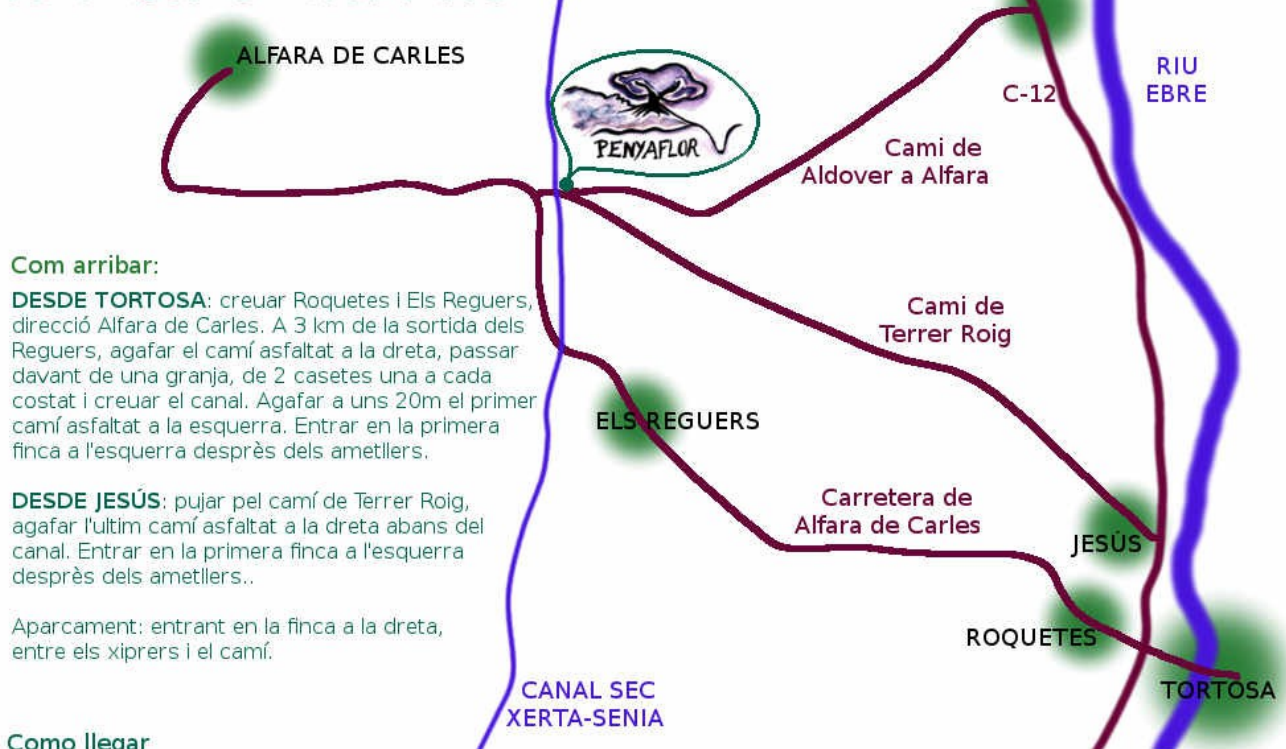 ALFARA DE CARLES
PENYAFLOR
C-12
RIU
EBRE
Cami de
Aldover a Alfara
Com arribar:
DESDE TORTOSA: creuar Roquetes i Els Reguers,
direcció Alfara de Carles. A 3 km de la sortida dels
Reguers, agafar el camí asfaltat a la dreta, passar
davant de una granja, de 2 casetes una a cada
costat i creuar el canal. Agafar a uns 20m el primer
camí asfaltat a la esquerra. Entrar en la primera
finca a l'esquerra desprès dels ametllers.
DESDE JESÚS: pujar pel camí de Terrer Roig,
agafar l'ultim camí asfaltat a la dreta abans del
canal. Entrar en la primera finca a l'esquerra
desprès dels ametllers..
Aparcament: entrant en la finca a la dreta,
entre els xiprers i el camí.
Cami de
Terrer Roig
ELS REGUERS
Carretera de
Alfara de Carles
JESÚS
ROQUETES
TORTOSA
CANAL SEC
XERTA-SENIA
Como llegar